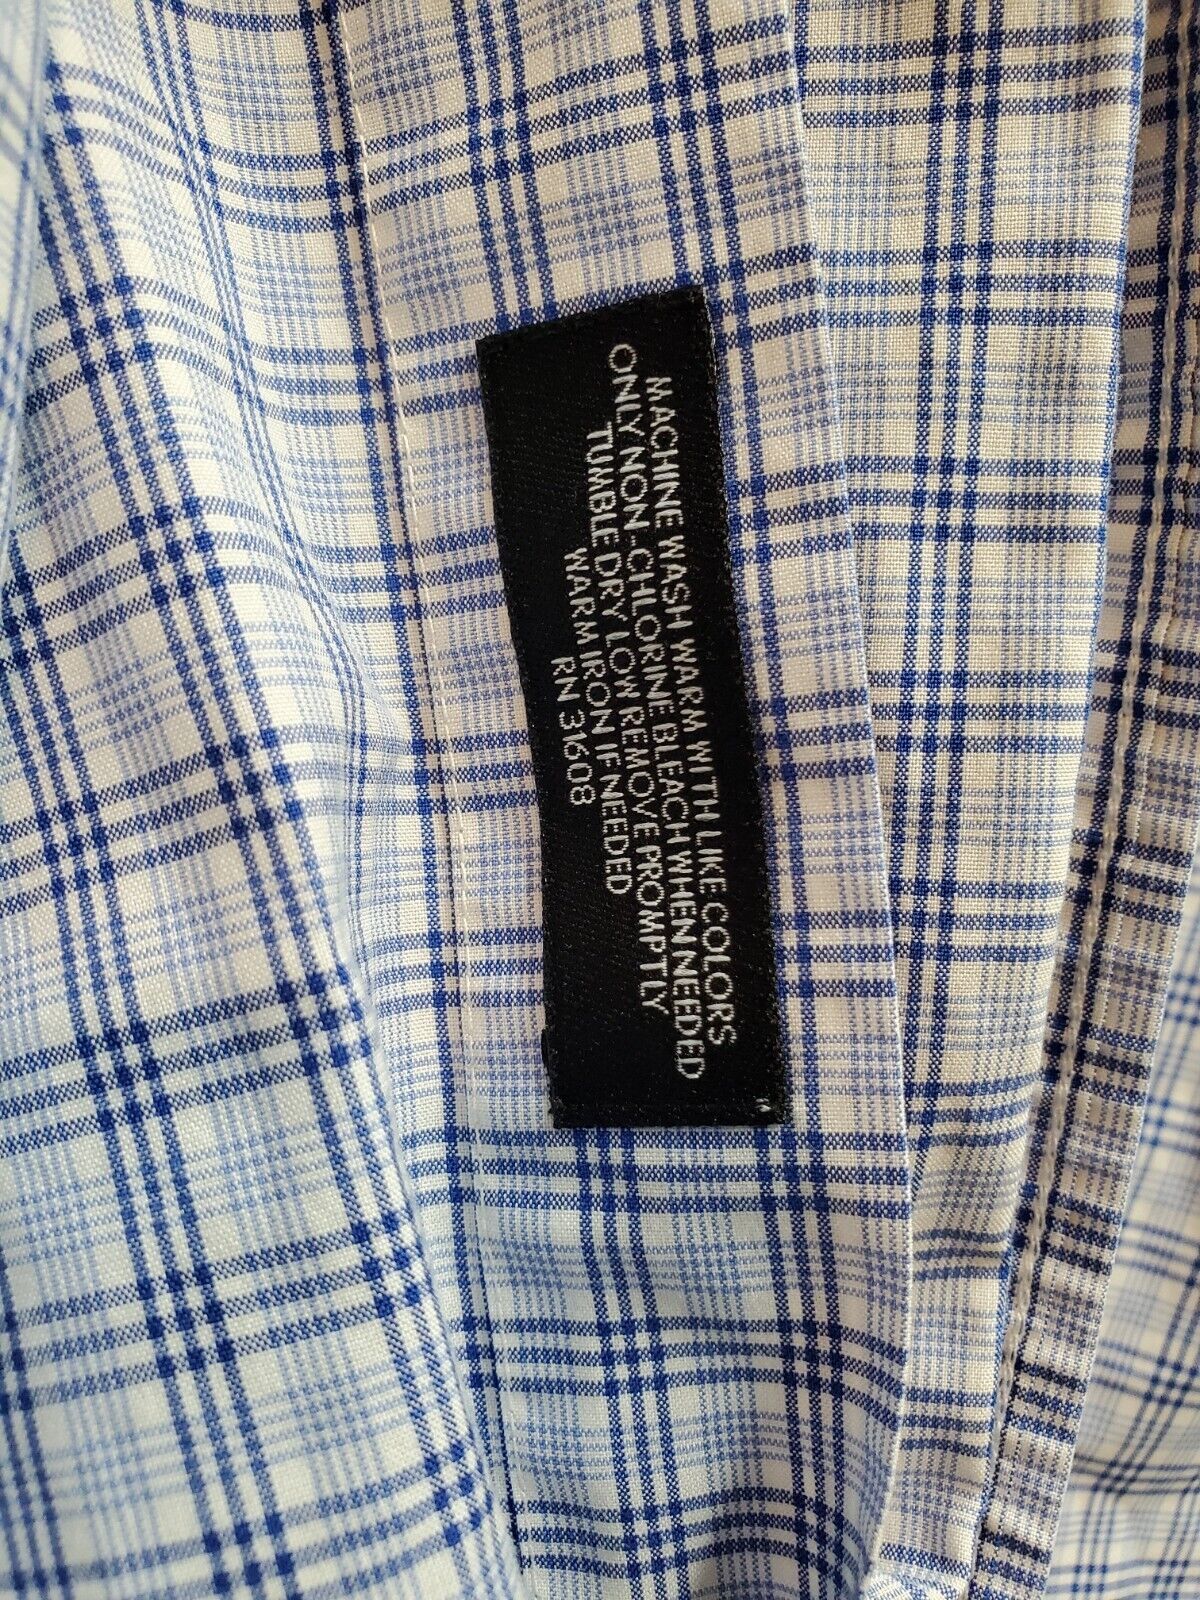 MACHINE WASH WARM WITH LIKE COLORS
ONLY NON-CHLORINE BLEACH WHEN NEEDED
TUMBLE DRY LOW REMOVE PROMPTLY
WARM IRON IF NEEDED
RN 31608